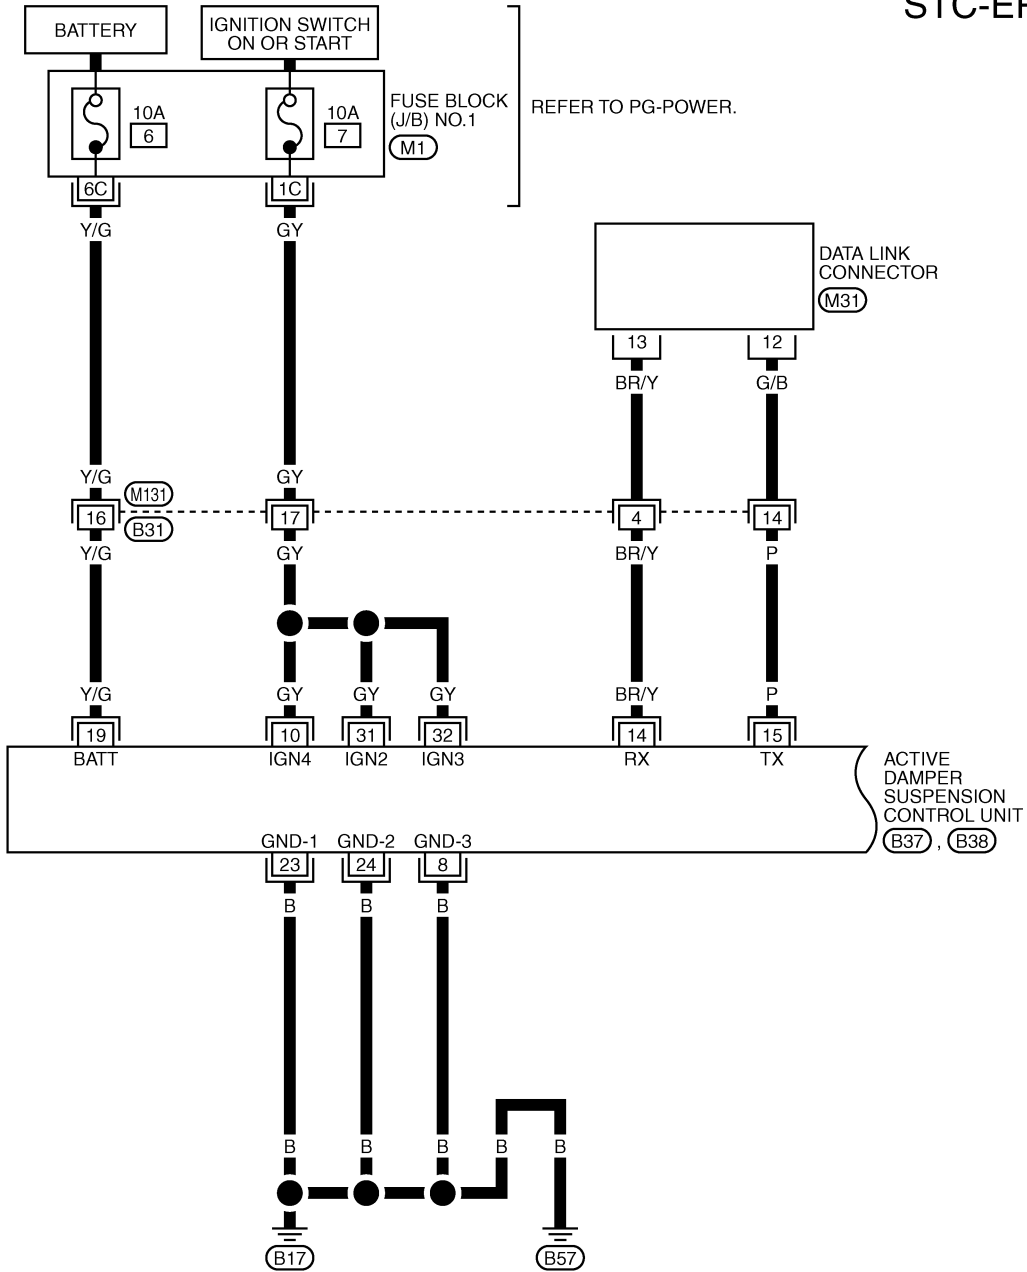 STC-EF
BATTERY
IGNITION SWITCH
ON OR START
10A
6
10A
7
FUSE BLOCK
(J/B) NO.1
M1
REFER TO PG-POWER.
6C
1C
Y/G
GY
DATA LINK
CONNECTOR
M31
13
12
BR/Y
G/B
Y/G
GY
M131
16
17
4
14
B31
Y/G
GY
BR/Y
P
Y/G
GY
GY
GY
BR/Y
P
19
10
31
32
14
15
BATT
IGN4
IGN2
IGN3
RX
TX
ACTIVE
DAMPER
SUSPENSION
CONTROL UNIT
B37 , B38
GND-1
GND-2
GND-3
23
24
8
B
B
B
B
B
B
B
B
B17
B57